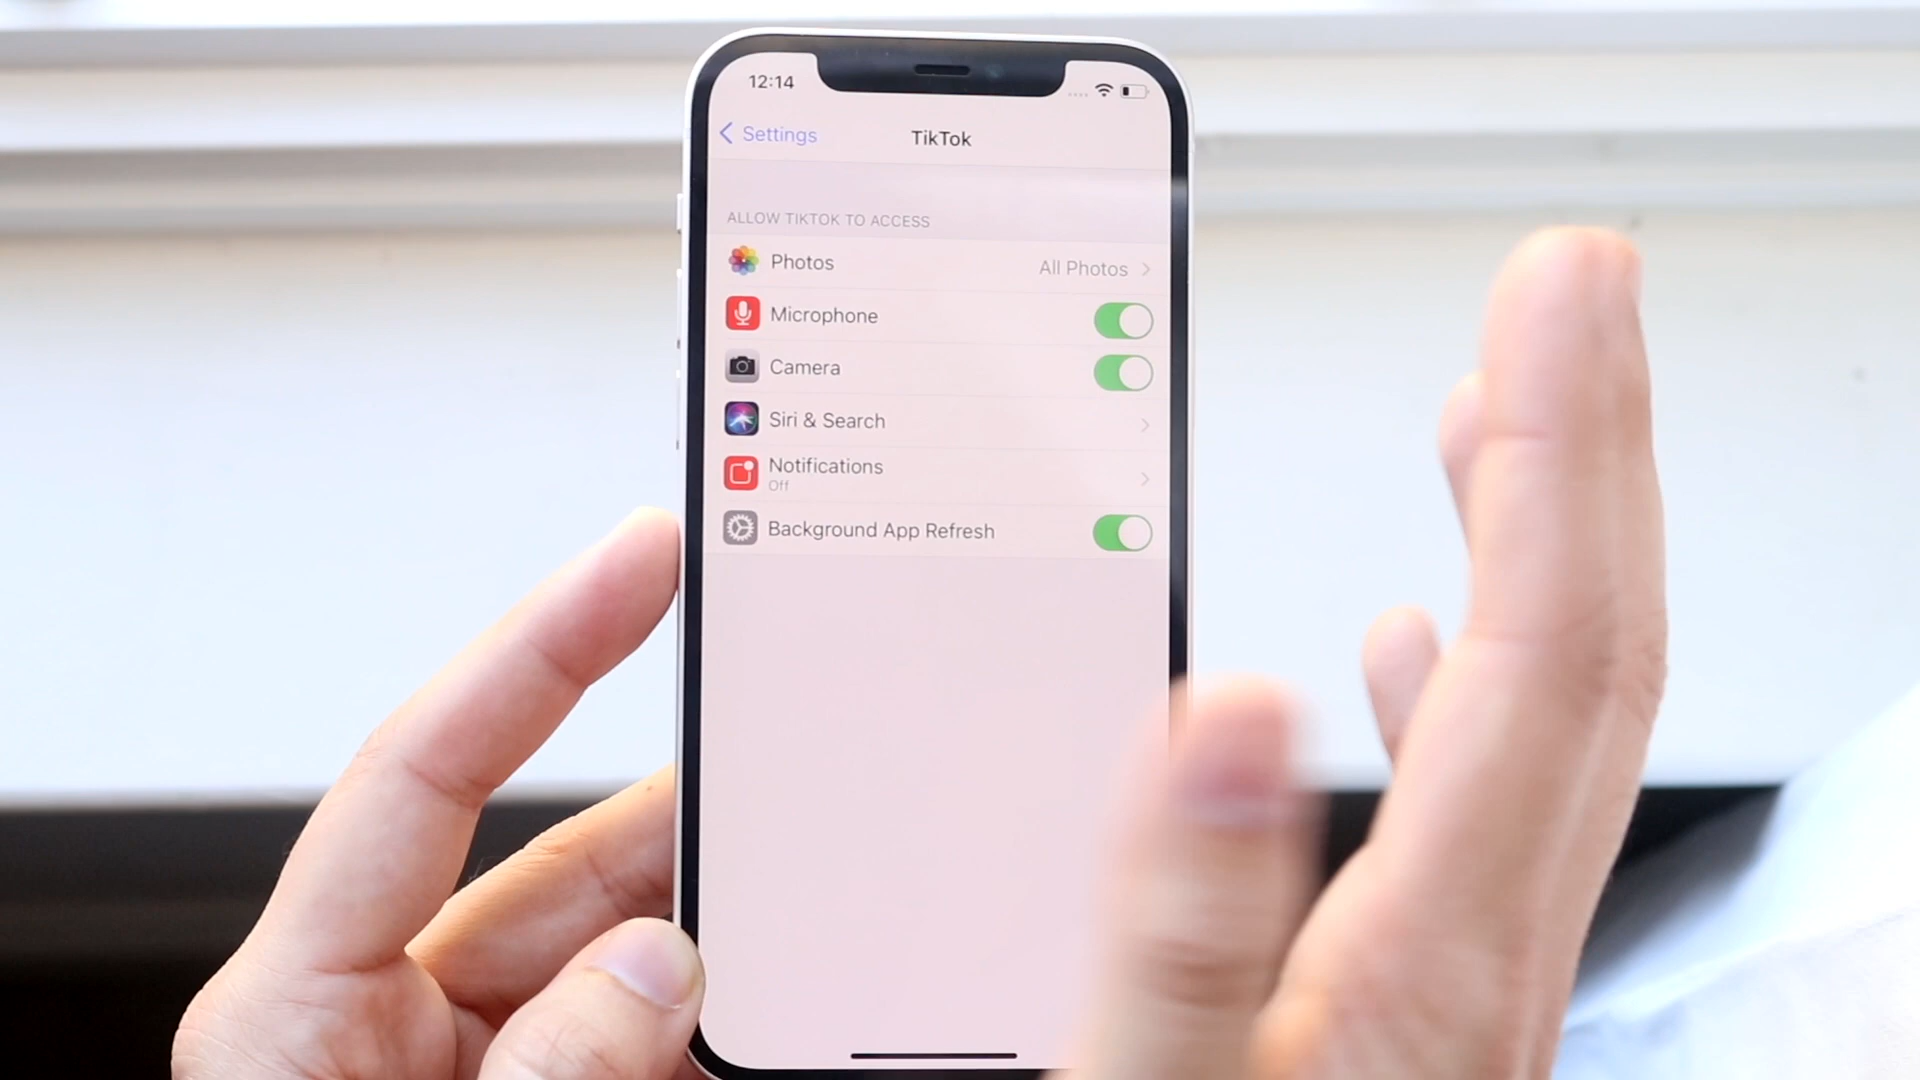 12:14
Settings
TikTok
ALLOW TIKTOK TO ACCESS
Photos
All Photos
Microphone
Camera
Siri & Search
Notifications
Off
Background App Refresh